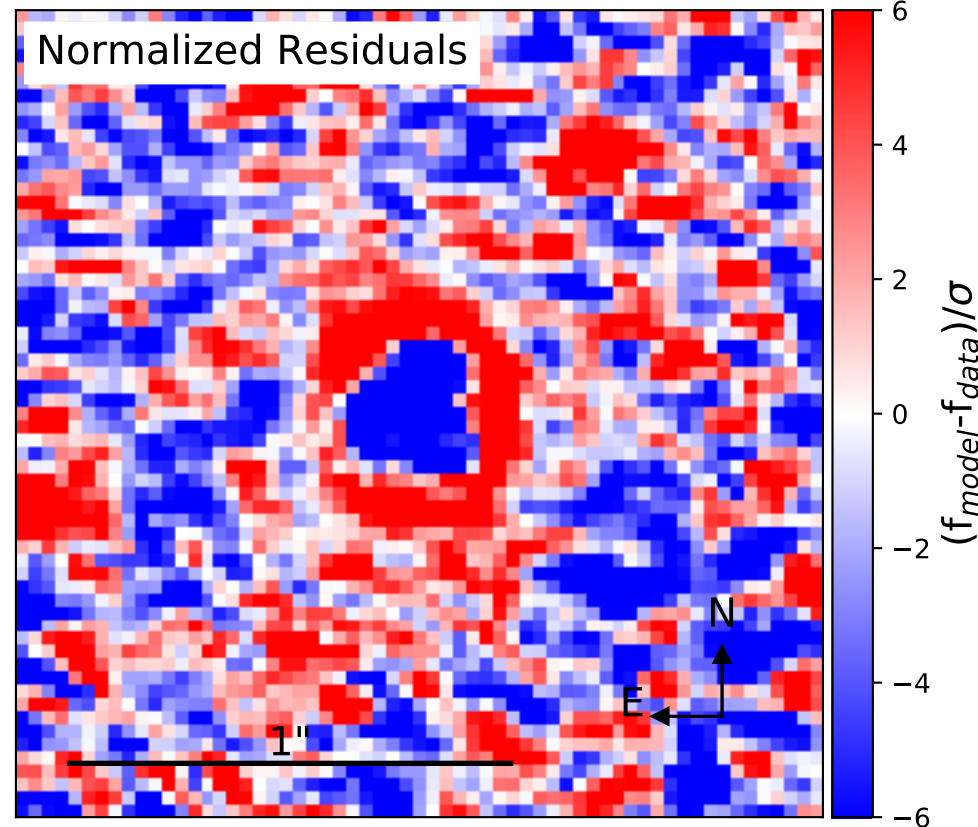 Normalized Residuals
6
4
2
0
−2
−4
−6
(f_model-f_data)/σ
N
E
1"